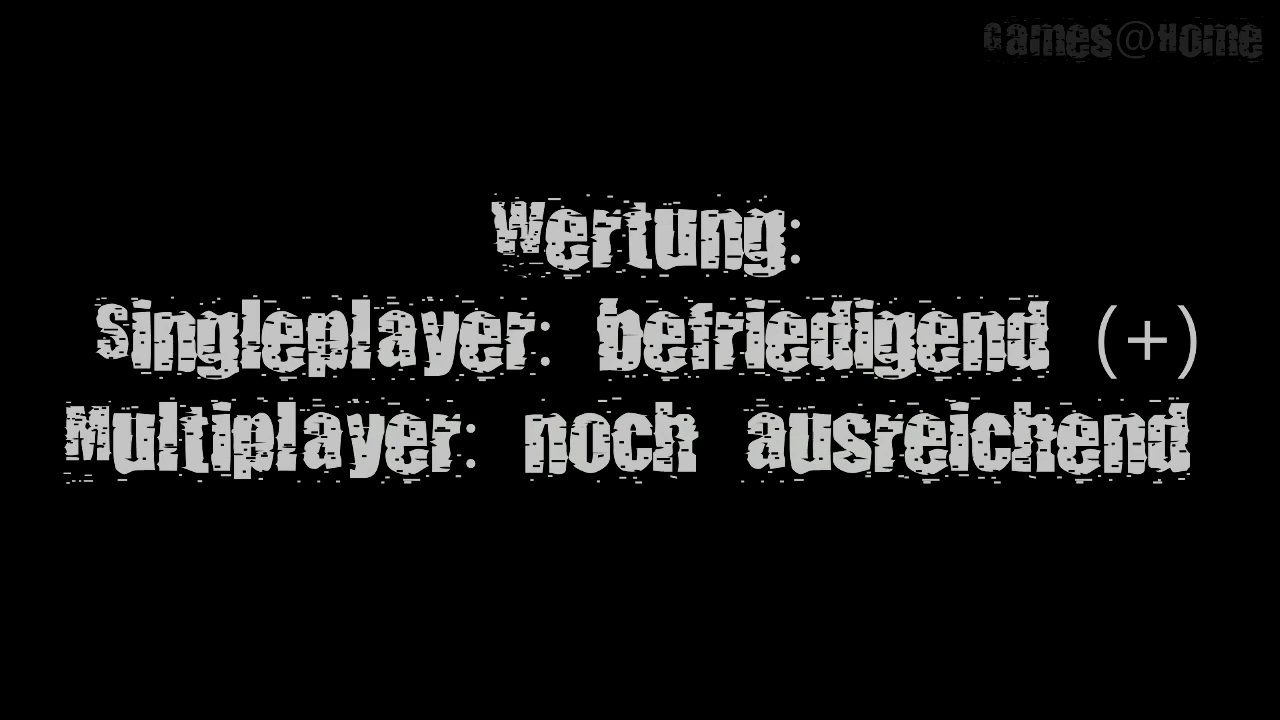 Games@Home
Wertung:
Singleplayer: befriedigend (+)
Multiplayer: noch ausreichend